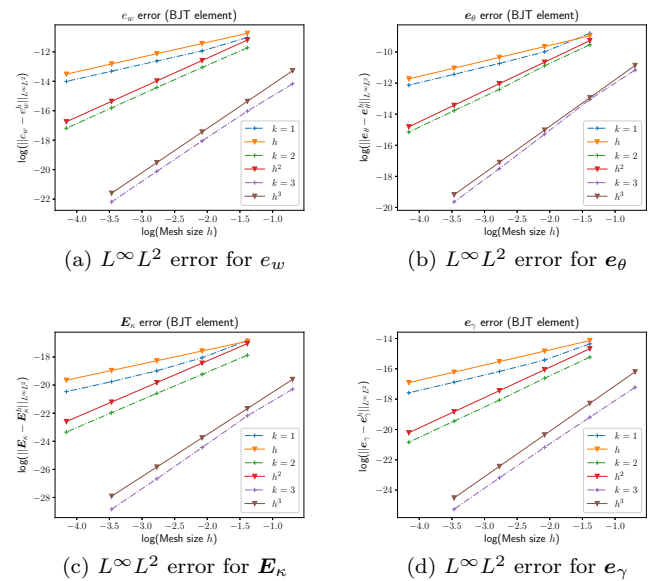 e_w error (BJT element)
log(||e_w − e_w^h||_{L^∞L^2})
−12
−14
−16
−18
−20
−22
k = 1
h
k = 2
h^2
k = 3
h^3
−4.0 −3.5 −3.0 −2.5 −2.0 −1.5 −1.0
log(Mesh size h)
(a) L^∞L^2 error for e_w
e_θ error (BJT element)
log(||e_θ − e_θ^h||_{L^∞L^2})
−10
−12
−14
−16
−18
−20
k = 1
h
k = 2
h^2
k = 3
h^3
−4.0 −3.5 −3.0 −2.5 −2.0 −1.5 −1.0
log(Mesh size h)
(b) L^∞L^2 error for e_θ
E_κ error (BJT element)
log(||E_κ − E_κ^h||_{L^∞L^2})
−18
−20
−22
−24
−26
−28
k = 1
h
k = 2
h^2
k = 3
h^3
−4.0 −3.5 −3.0 −2.5 −2.0 −1.5 −1.0
log(Mesh size h)
(c) L^∞L^2 error for E_κ
e_γ error (BJT element)
log(||e_γ − e_γ^h||_{L^∞L^2})
−14
−16
−18
−20
−22
−24
k = 1
h
k = 2
h^2
k = 3
h^3
−4.0 −3.5 −3.0 −2.5 −2.0 −1.5 −1.0
log(Mesh size h)
(d) L^∞L^2 error for e_γ